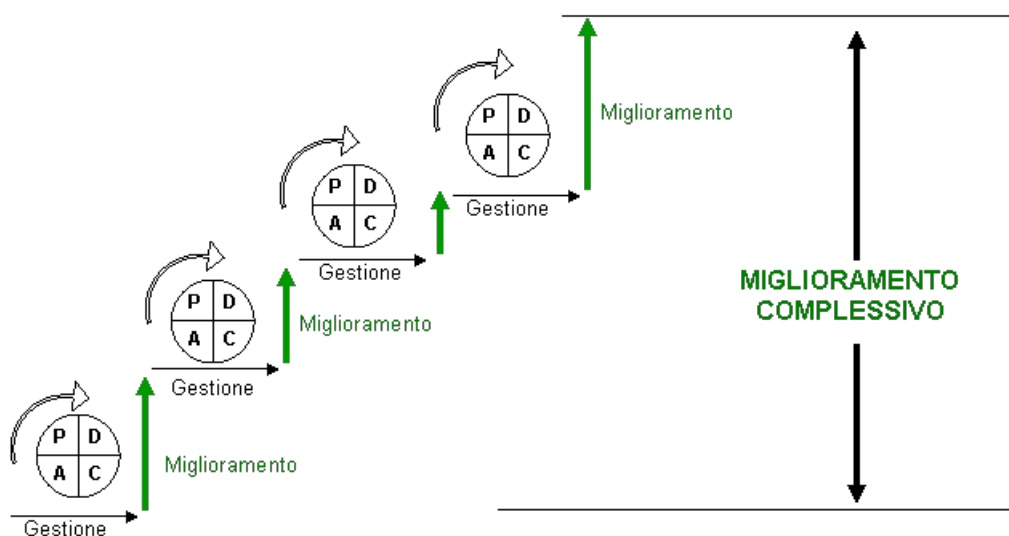 P D
Miglioramento
A C
P D
Gestione
A C
Gestione
MIGLIORAMENTO
COMPLESSIVO
P D
Miglioramento
A C
Gestione
P D
Miglioramento
A C
Gestione